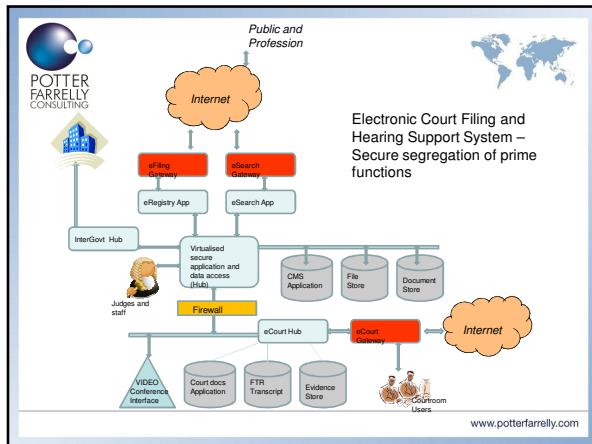 Public and
Profession
POTTER
FARRELLY
CONSULTING
Internet
Electronic Court Filing and
Hearing Support System –
Secure segregation of prime
functions
eFiling
Gateway
eSearch
Gateway
eRegistry App
eSearch App
InterGovt Hub
Virtualised
secure
application and
data access
(Hub)
CMS
Application
File
Store
Document
Store
Judges and
staff
Firewall
eCourt Hub
eCourt
Gateway
Internet
VIDEO
Conference
Interface
Court docs
Application
FTR
Transcript
Evidence
Store
Courtroom
Users
www.potterfarrelly.com